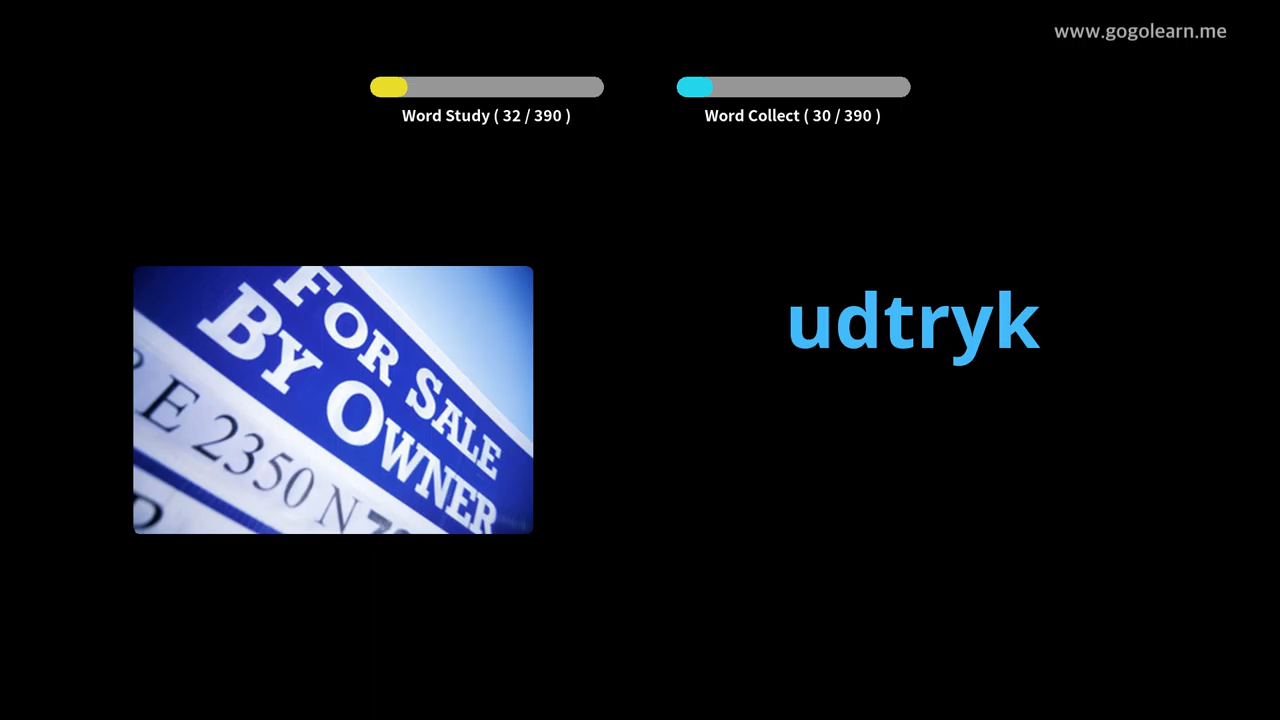 www.gogolearn.me
Word Study ( 32 / 390 )
Word Collect ( 30 / 390 )
FOR SALE
BY OWNER
E 2350 N
udtryk